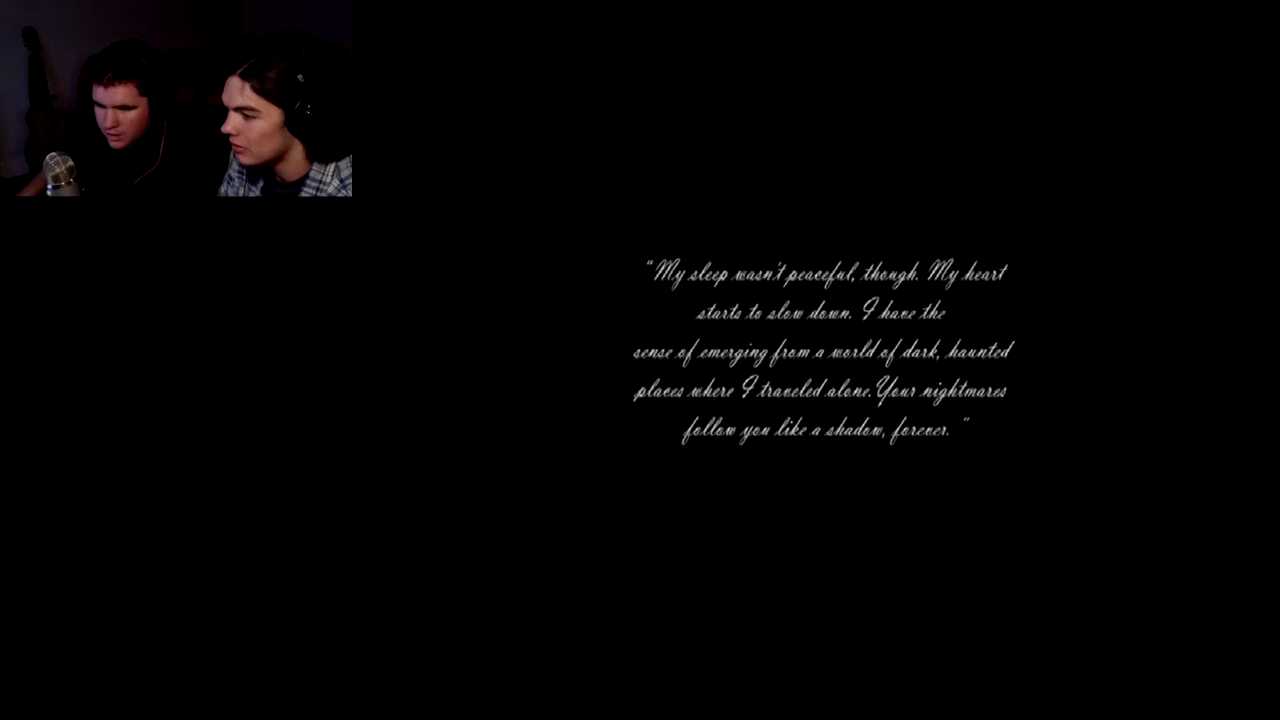 “My sleep wasn't peaceful, though. My heart
starts to slow down. I have the
sense of emerging from a world of dark, haunted
places where I traveled alone. Your nightmares
follow you like a shadow, forever. ”